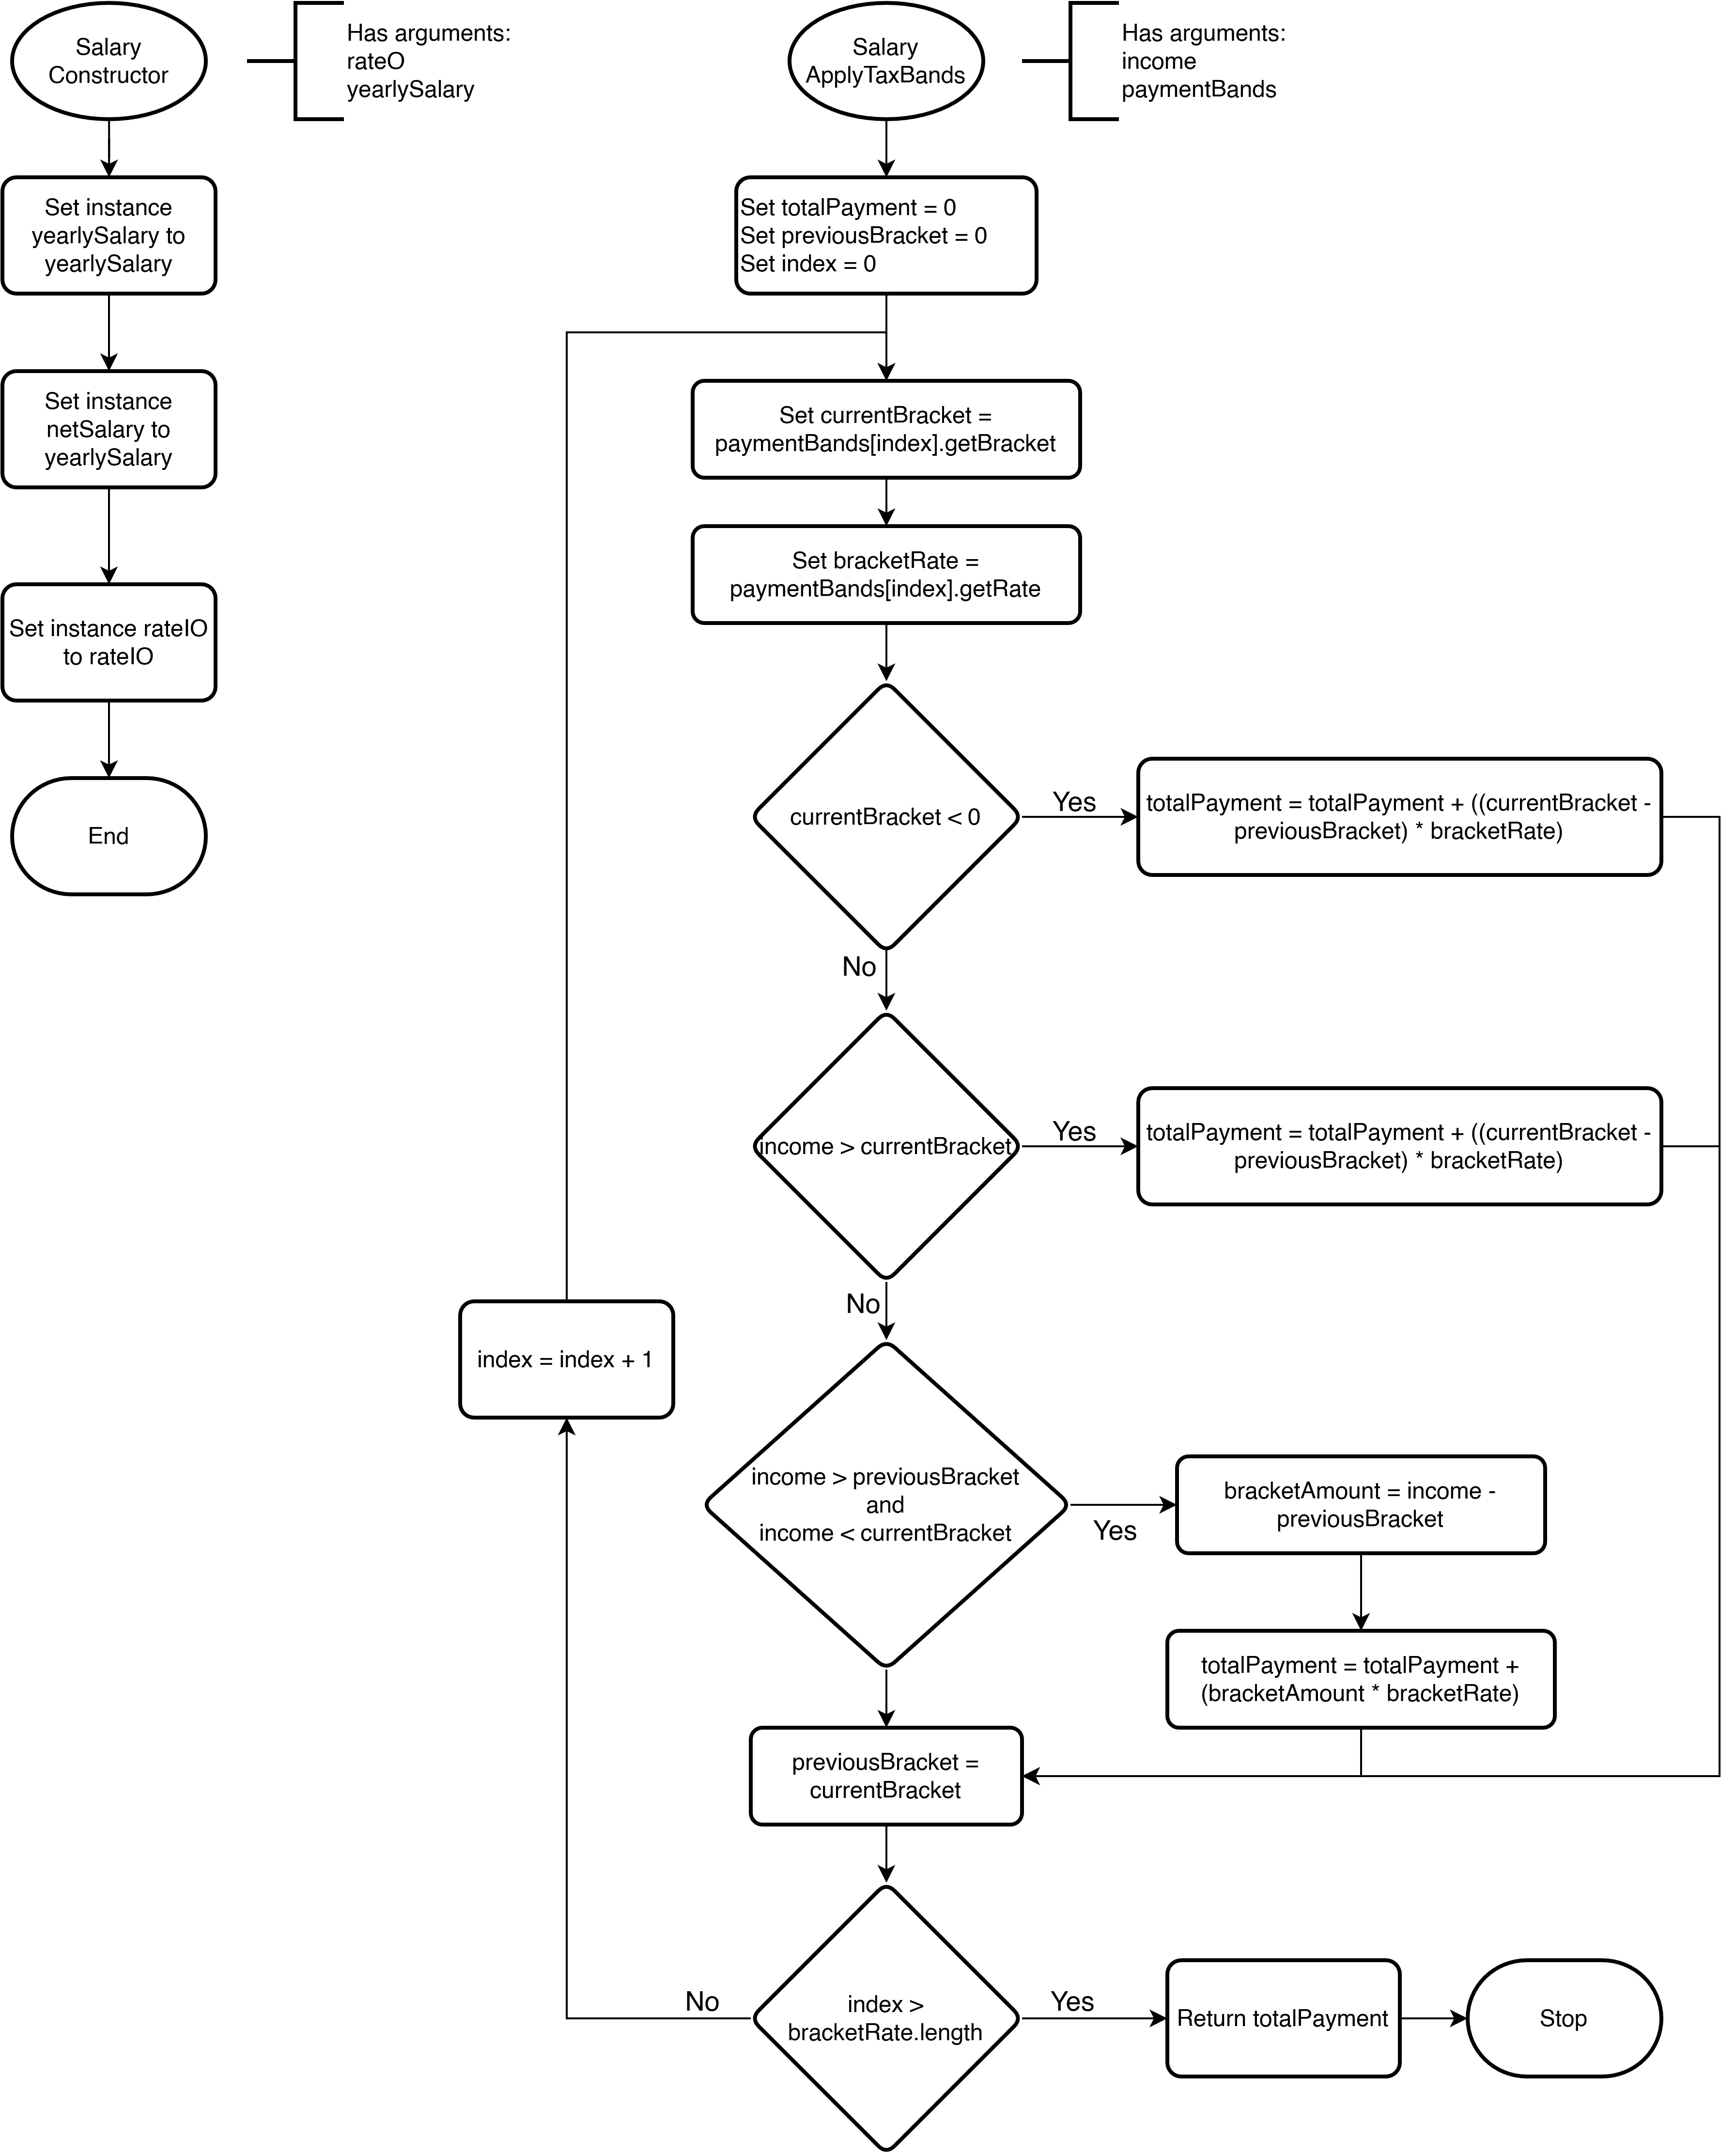 Salary
Constructor
Has arguments:
rateO
yearlySalary
Set instance
yearlySalary to
yearlySalary
Set instance
netSalary to
yearlySalary
Set instance rateIO
to rateIO
End
Salary
ApplyTaxBands
Has arguments:
income
paymentBands
Set totalPayment = 0
Set previousBracket = 0
Set index = 0
Set currentBracket =
paymentBands[index].getBracket
Set bracketRate =
paymentBands[index].getRate
currentBracket < 0
Yes
totalPayment = totalPayment + ((currentBracket -
previousBracket) * bracketRate)
No
income > currentBracket
Yes
totalPayment = totalPayment + ((currentBracket -
previousBracket) * bracketRate)
No
index = index + 1
income > previousBracket
and
income < currentBracket
Yes
bracketAmount = income -
previousBracket
totalPayment = totalPayment +
(bracketAmount * bracketRate)
previousBracket =
currentBracket
No
index >
bracketRate.length
Yes
Return totalPayment
Stop